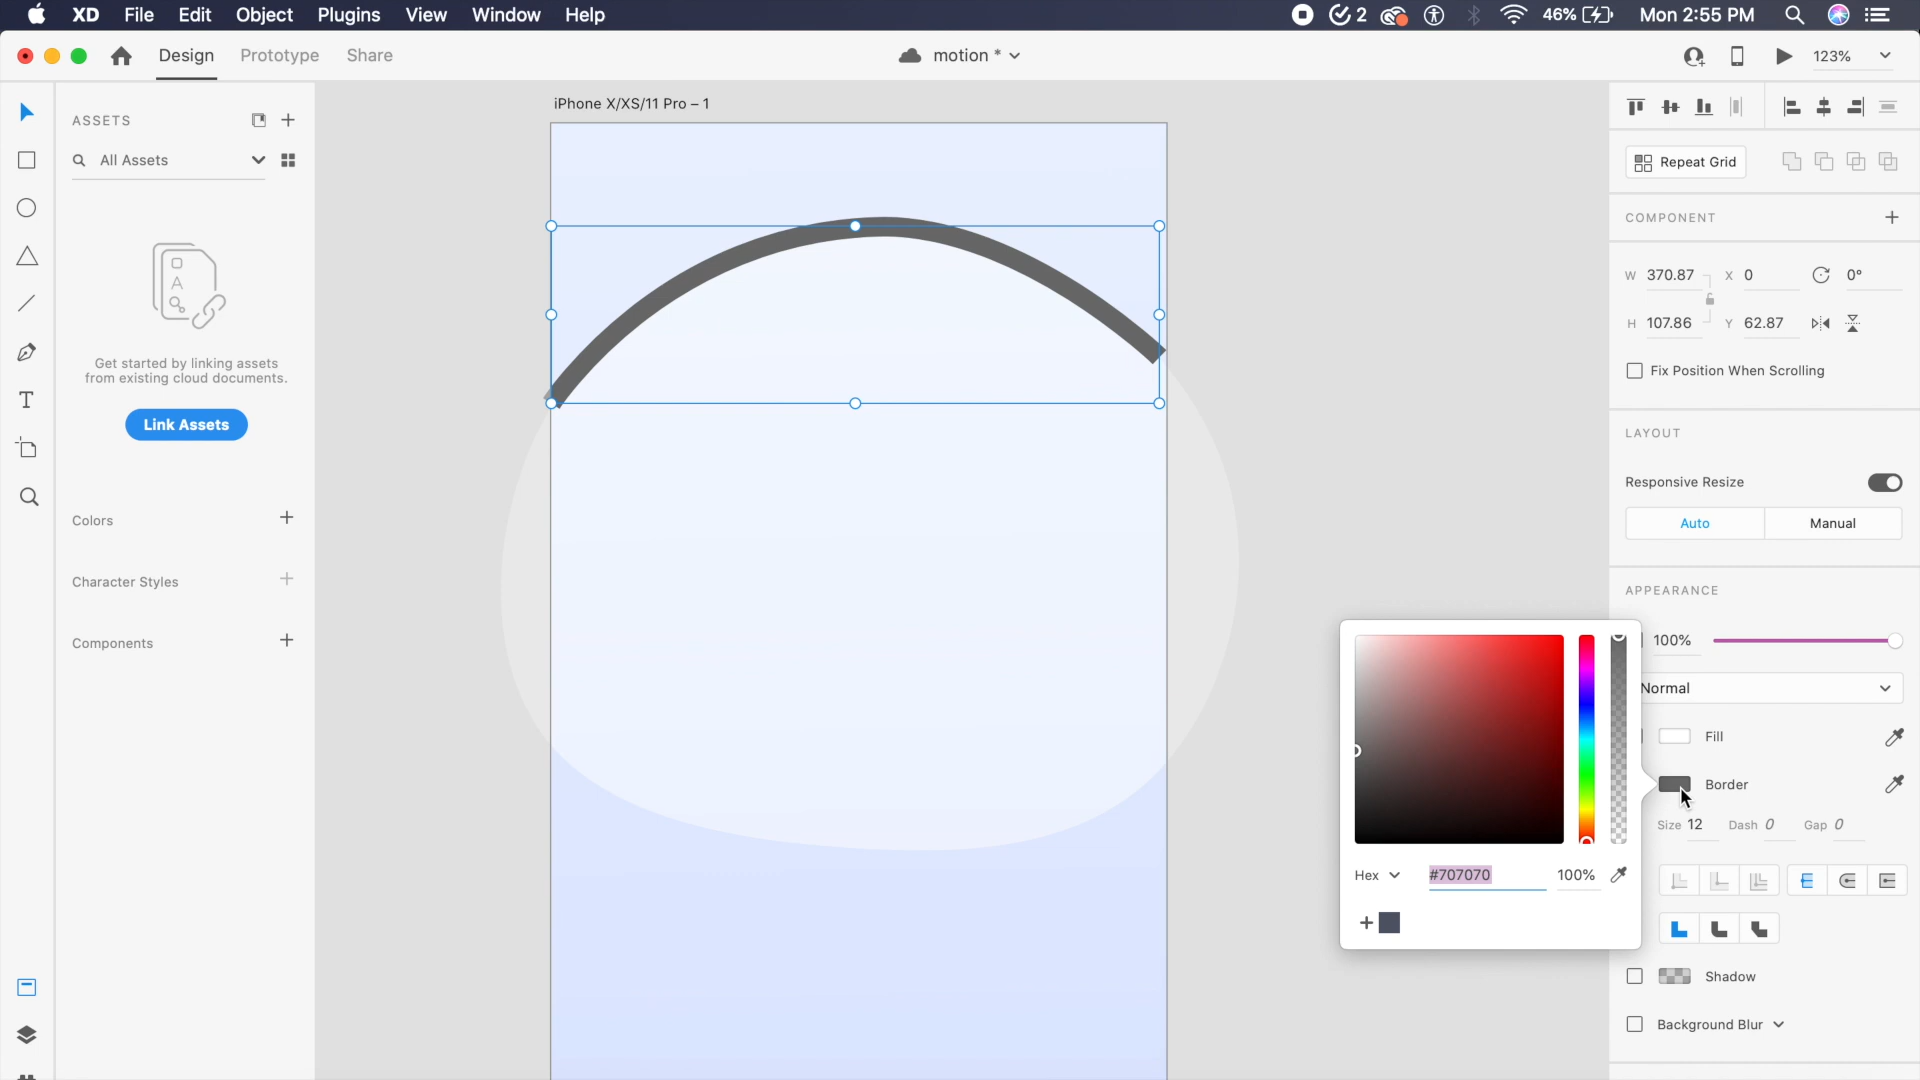 XD File Edit Object Plugins View Window Help 2 46% Mon 2:55 PM
Design Prototype Share motion * 123%
iPhone X/XS/11 Pro – 1
ASSETS
All Assets
A
Get started by linking assets
from existing cloud documents.
Link Assets
Colors
Character Styles
Components
T
Repeat Grid
COMPONENT
W 370.87 X 0 0°
H 107.86 Y 62.87
Fix Position When Scrolling
LAYOUT
Responsive Resize
Auto Manual
APPEARANCE
100%
Normal
Fill
Border
Size 12 Dash 0 Gap 0
Hex #707070 100%
Shadow
Background Blur